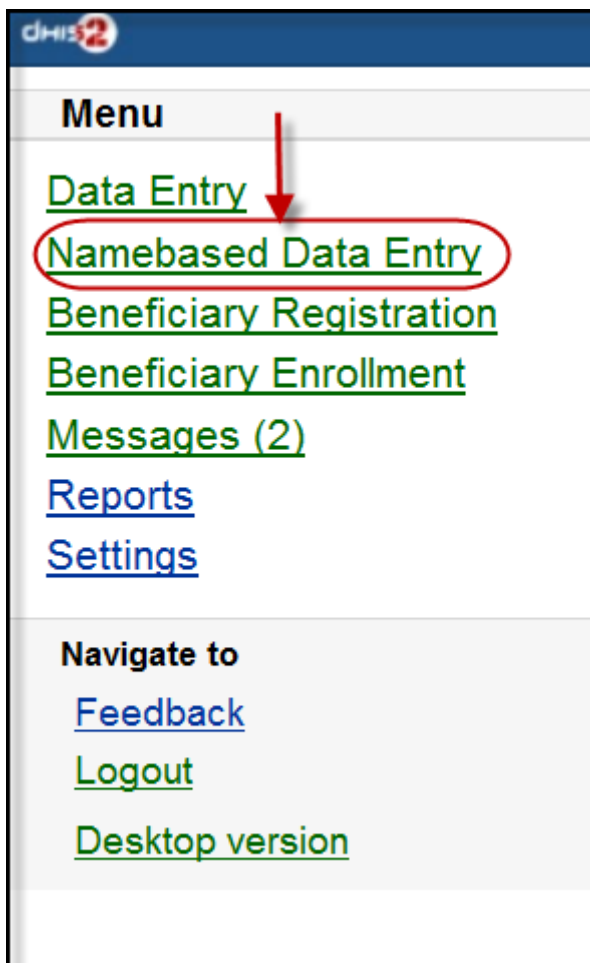 dHIS2
Menu
Data Entry
Namebased Data Entry
Beneficiary Registration
Beneficiary Enrollment
Messages (2)
Reports
Settings
Navigate to
Feedback
Logout
Desktop version